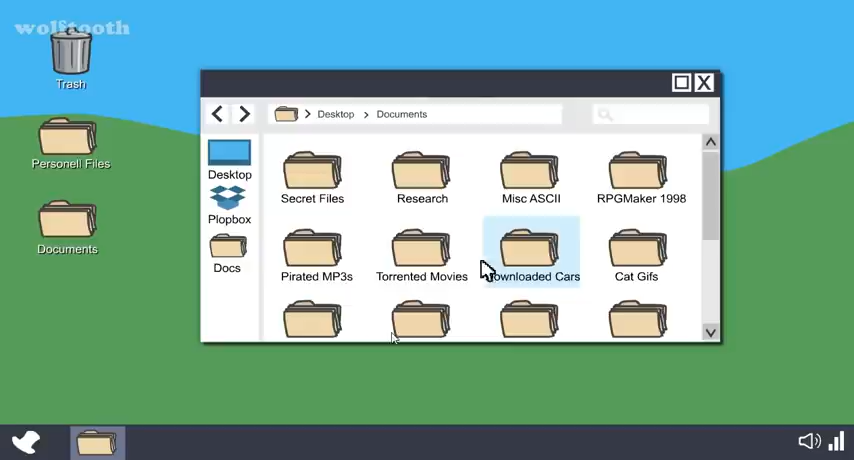 wolftooth
Trash
Personell Files
Documents
Desktop
Documents
Desktop
Plopbox
Docs
Secret Files
Research
Misc ASCII
RPGMaker 1998
Pirated MP3s
Torrented Movies
Downloaded Cars
Cat Gifs